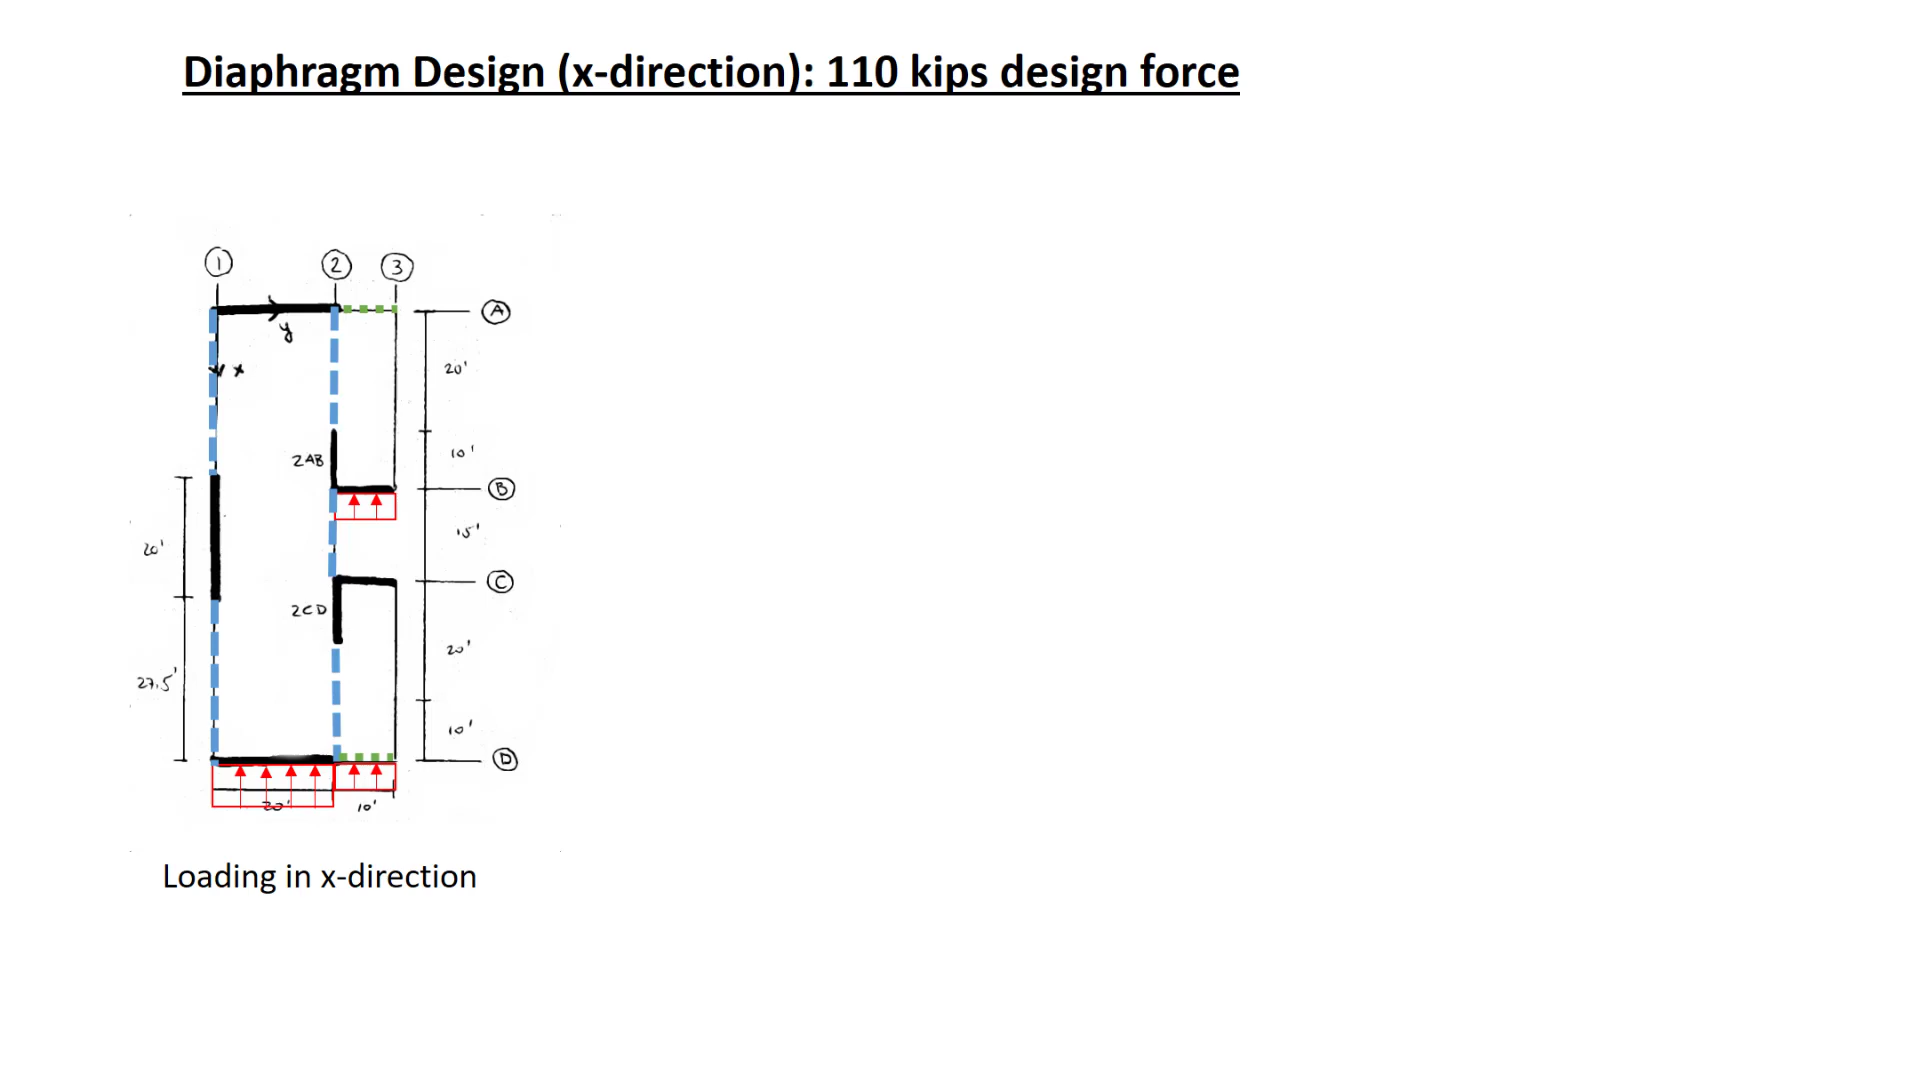 Diaphragm Design (x-direction): 110 kips design force
1 2 3
A
y
x
20'
2AB
10'
B
15'
20'
C
2CD
20'
27.5'
10'
D
20' 10'
Loading in x-direction